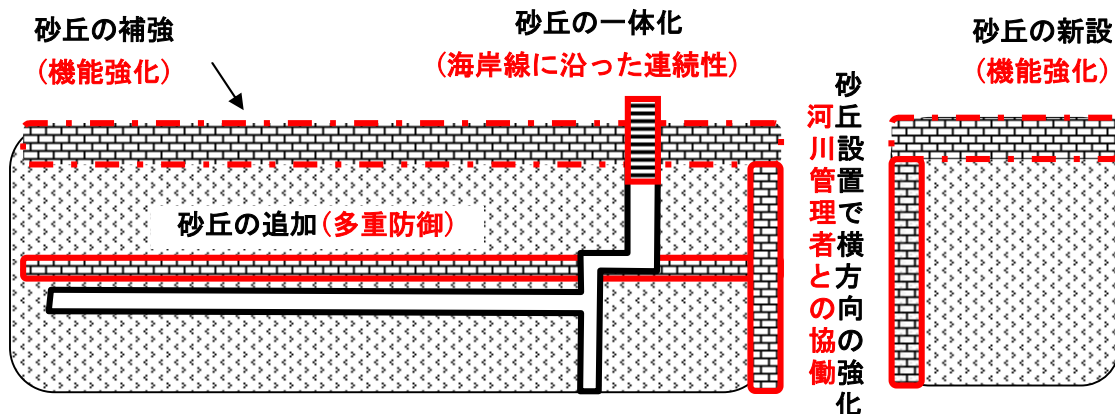 砂丘の補強
(機能強化)
砂丘の一体化
(海岸線に沿った連続性)
砂丘の新設
(機能強化)
砂丘の追加(多重防御)
砂丘設置で横方向の強化
河川管理者との協働